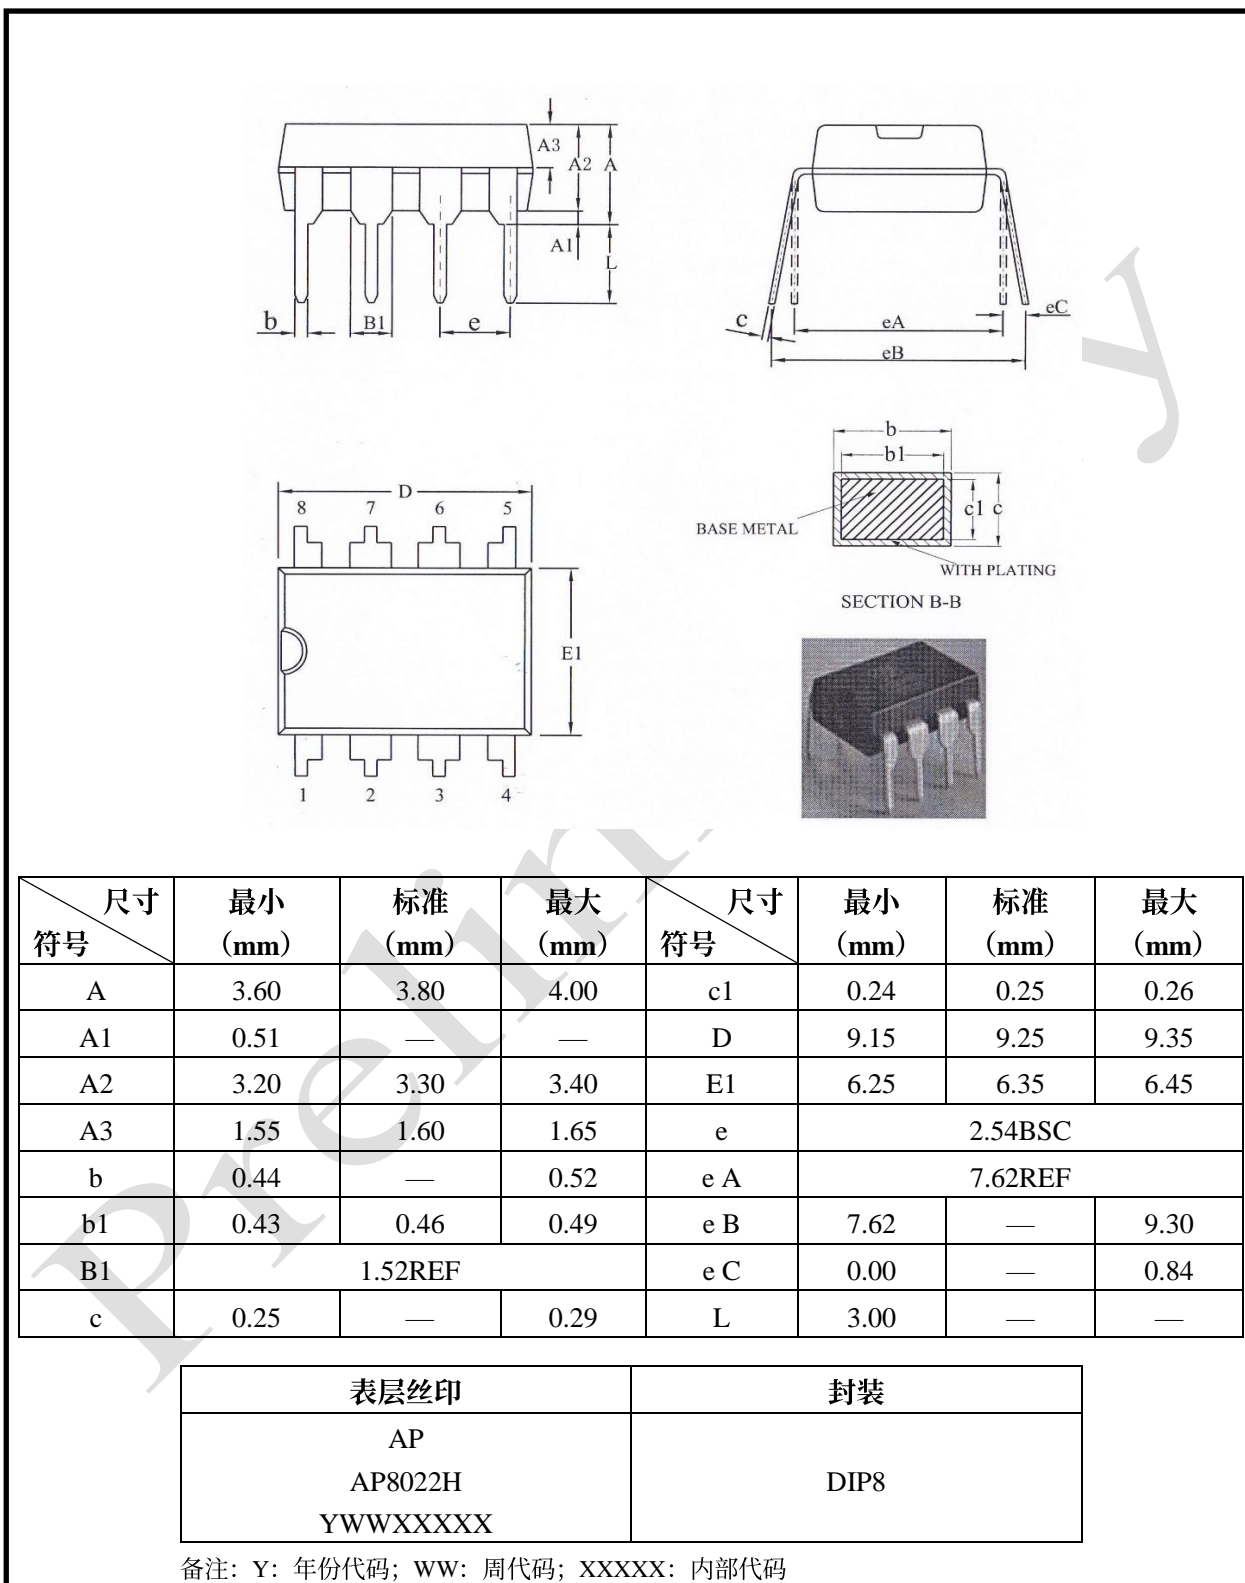 A3
A2
A
A1
L
b
B1
e
c
eA
eC
eB
b
b1
c1
c
BASE METAL
WITH PLATING
SECTION B-B
D
8 7 6 5
E1
1 2 3 4
Preliminary
尺寸 符号 最小（mm） 标准（mm） 最大（mm） 尺寸 符号 最小（mm） 标准（mm） 最大（mm）
A 3.60 3.80 4.00 c1 0.24 0.25 0.26
A1 0.51 — — D 9.15 9.25 9.35
A2 3.20 3.30 3.40 E1 6.25 6.35 6.45
A3 1.55 1.60 1.65 e 2.54BSC
b 0.44 — 0.52 e A 7.62REF
b1 0.43 0.46 0.49 e B 7.62 — 9.30
B1 1.52REF e C 0.00 — 0.84
c 0.25 — 0.29 L 3.00 — —
表层丝印 封装
AP
AP8022H
YWWXXXXX
DIP8
备注：Y：年份代码；WW：周代码；XXXXX：内部代码